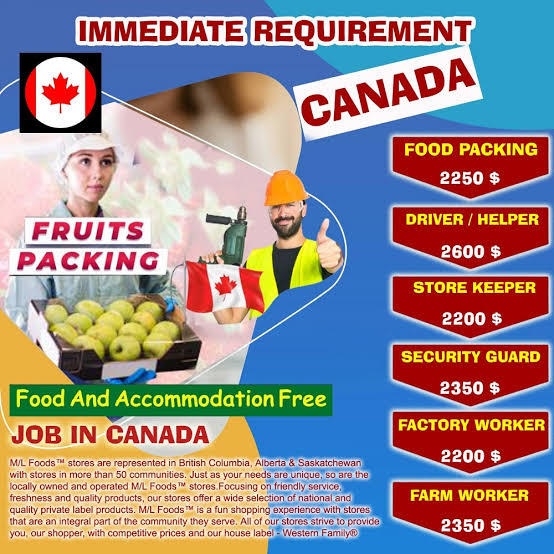 IMMEDIATE REQUIREMENT
CANADA
FOOD PACKING
2250 $
DRIVER / HELPER
2600 $
STORE KEEPER
2200 $
SECURITY GUARD
2350 $
FACTORY WORKER
2200 $
FARM WORKER
2350 $
FRUITS
PACKING
Food And Accommodation Free
JOB IN CANADA
M/L Foods™ stores are represented in British Columbia, Alberta & Saskatchewan
with stores in more than 50 communities. Just as your needs are unique, so are the
locally owned and operated M/L Foods™ stores.Focusing on friendly service,
freshness and quality products, our stores offer a wide selection of national and
quality private label products. M/L Foods™ is a fun shopping experience with stores
that are an integral part of the community they serve. All of our stores strive to provide
you, our shopper, with competitive prices and our house label - Western Family®